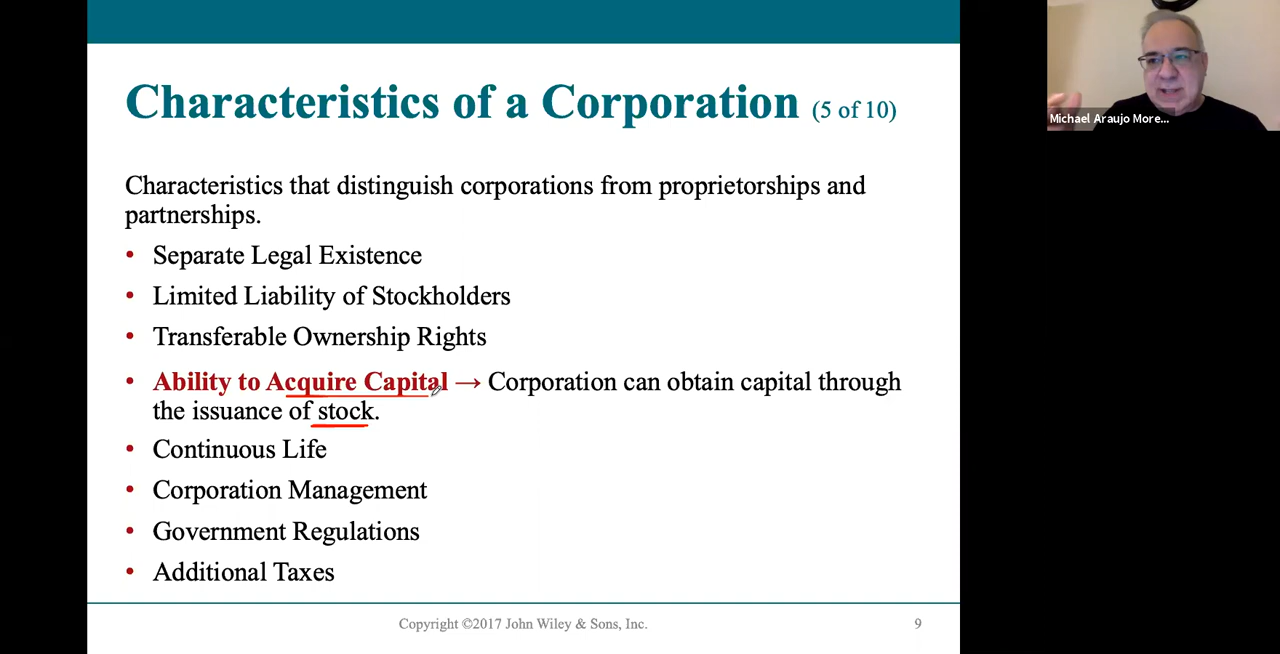 Characteristics of a Corporation (5 of 10)
Michael Araujo More...
Characteristics that distinguish corporations from proprietorships and
partnerships.
• Separate Legal Existence
• Limited Liability of Stockholders
• Transferable Ownership Rights
• Ability to Acquire Capital → Corporation can obtain capital through
the issuance of stock.
• Continuous Life
• Corporation Management
• Government Regulations
• Additional Taxes
Copyright ©2017 John Wiley & Sons, Inc.
9